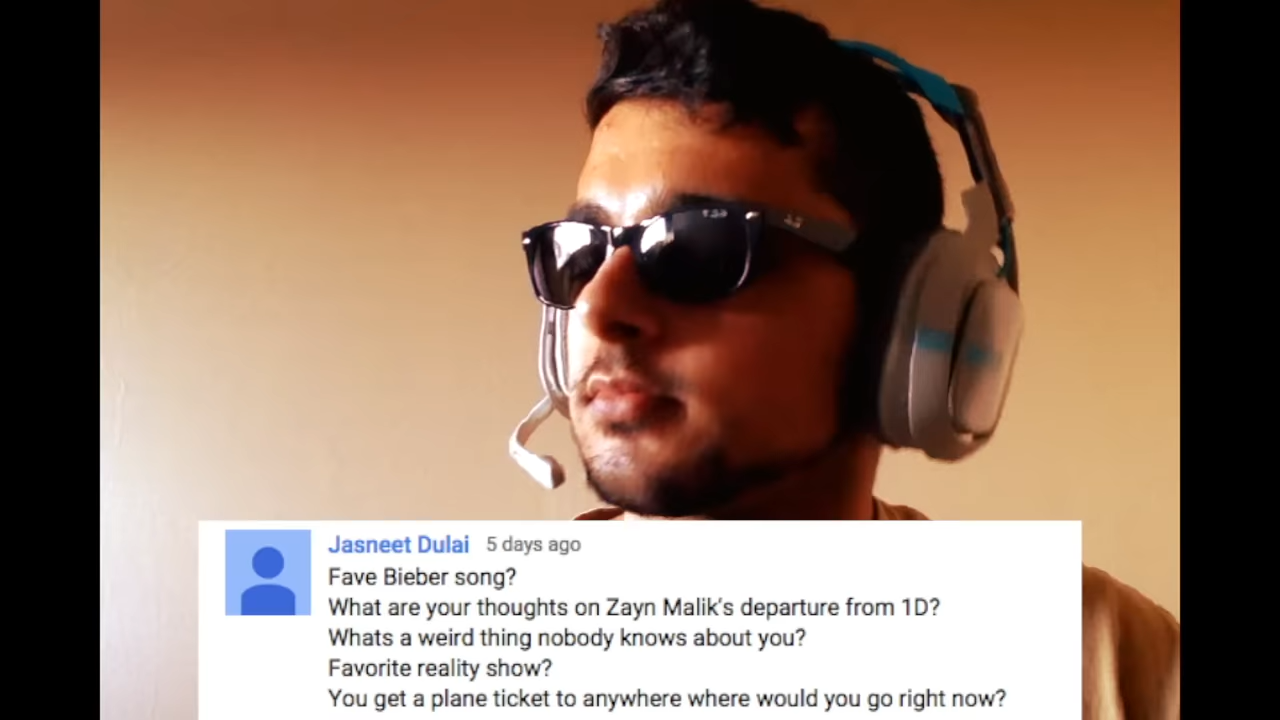 Jasneet Dulai 5 days ago
Fave Bieber song?
What are your thoughts on Zayn Malik's departure from 1D?
Whats a weird thing nobody knows about you?
Favorite reality show?
You get a plane ticket to anywhere where would you go right now?